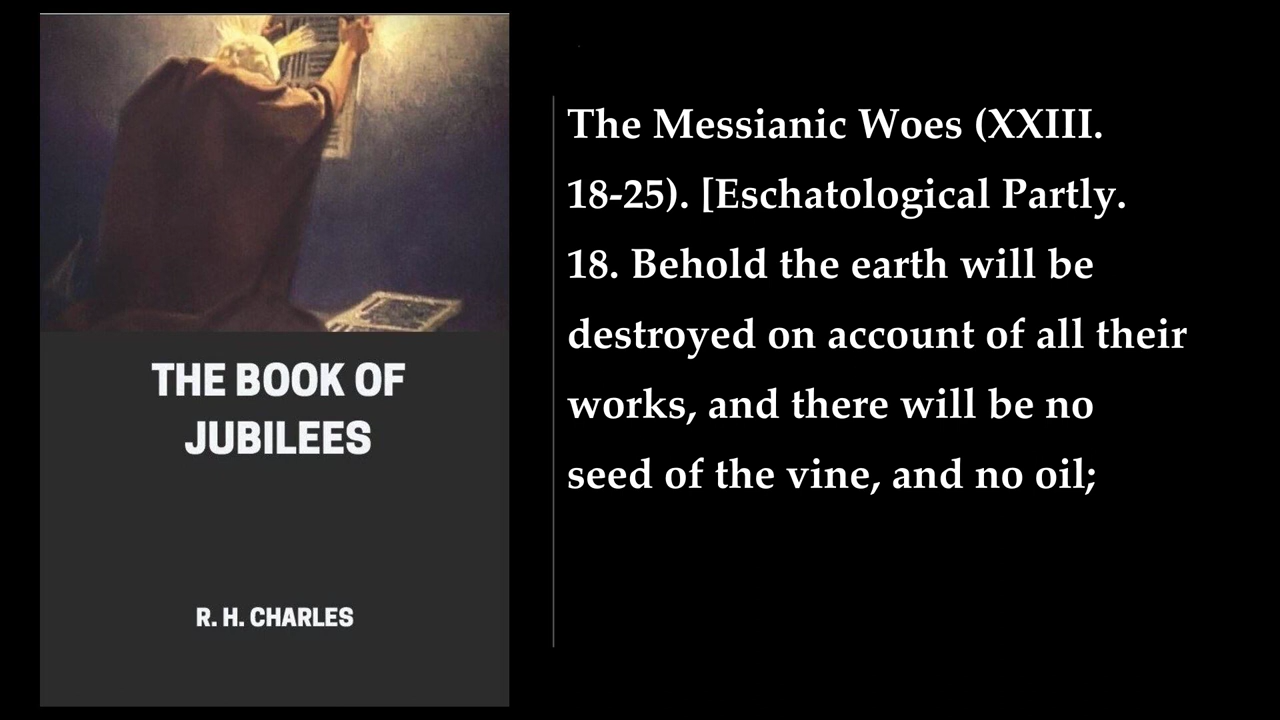 THE BOOK OF
JUBILEES
R. H. CHARLES
The Messianic Woes (XXIII.
18-25). [Eschatological Partly.
18. Behold the earth will be
destroyed on account of all their
works, and there will be no
seed of the vine, and no oil;